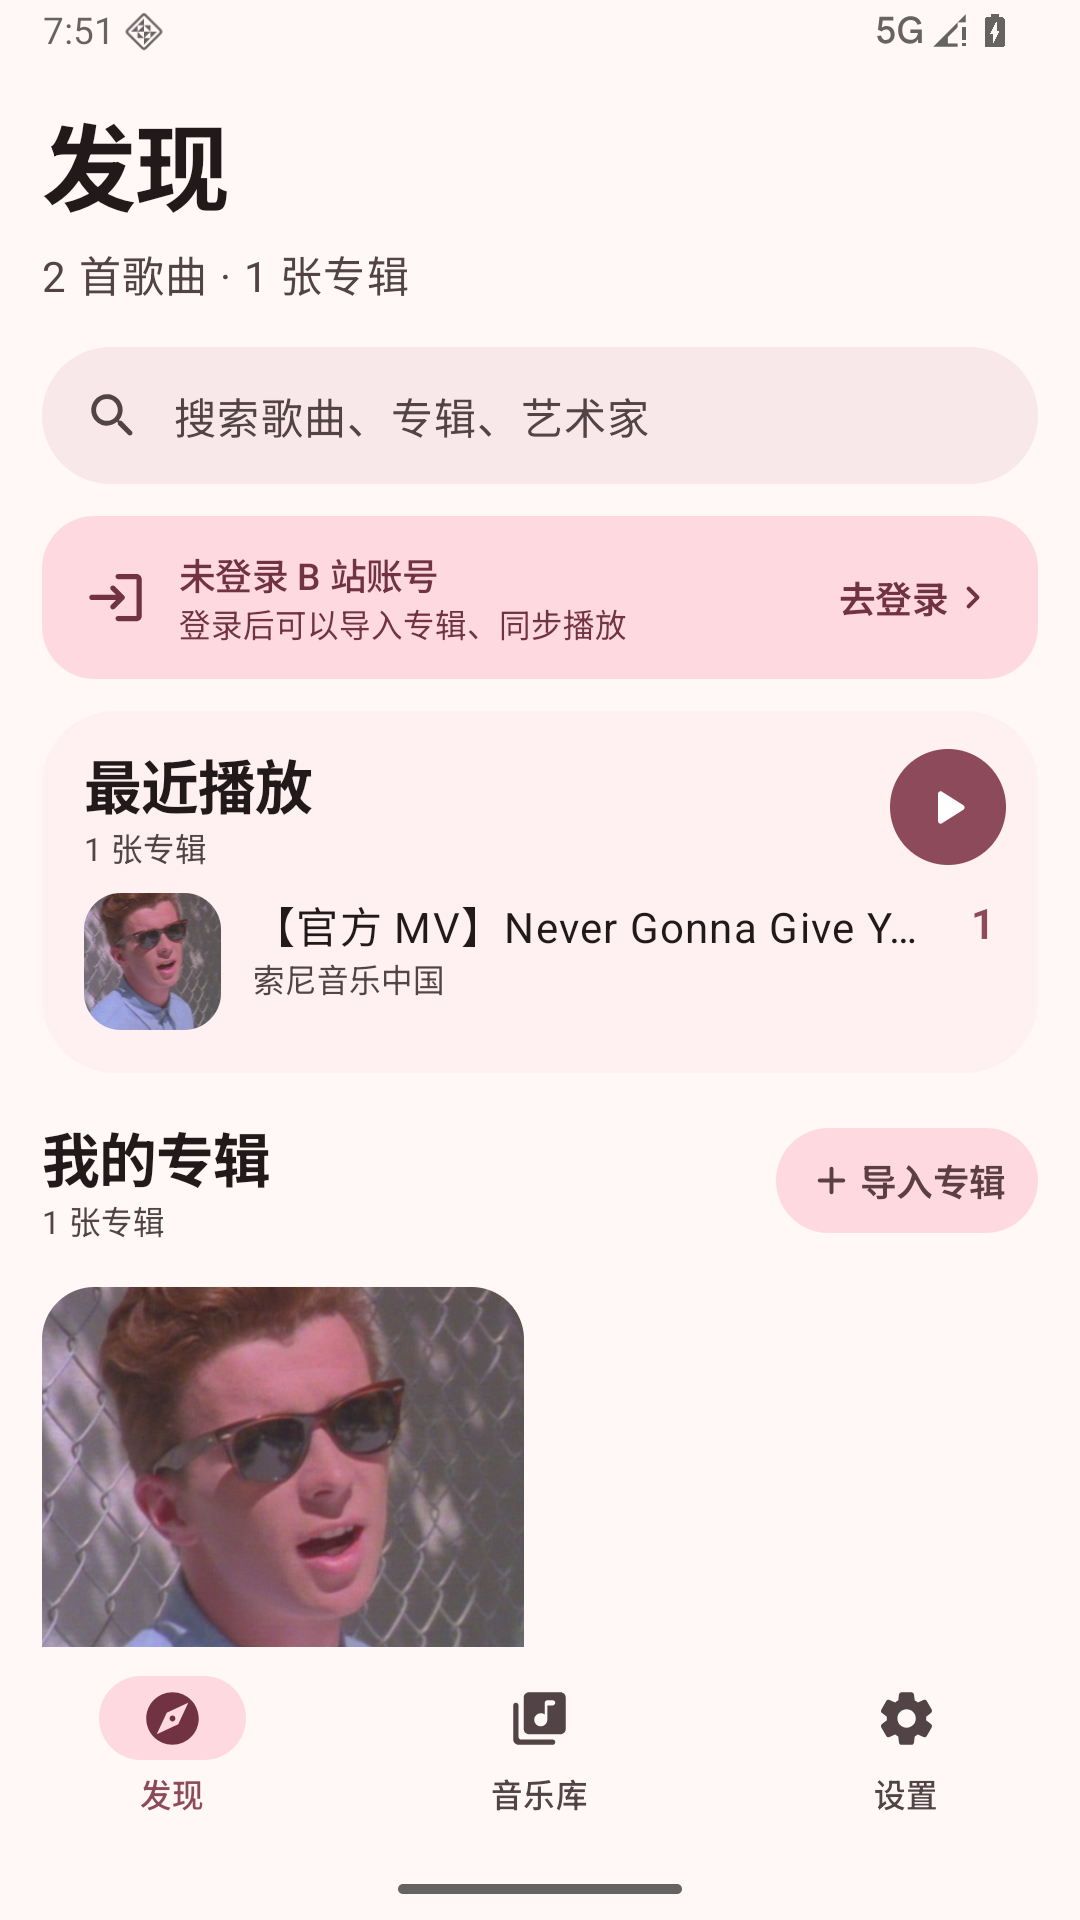 7:51
5G
发现
2 首歌曲 · 1 张专辑
搜索歌曲、专辑、艺术家
未登录 B 站账号
登录后可以导入专辑、同步播放
去登录
最近播放
1 张专辑
【官方 MV】Never Gonna Give Y...
1
索尼音乐中国
我的专辑
1 张专辑
导入专辑
发现
音乐库
设置